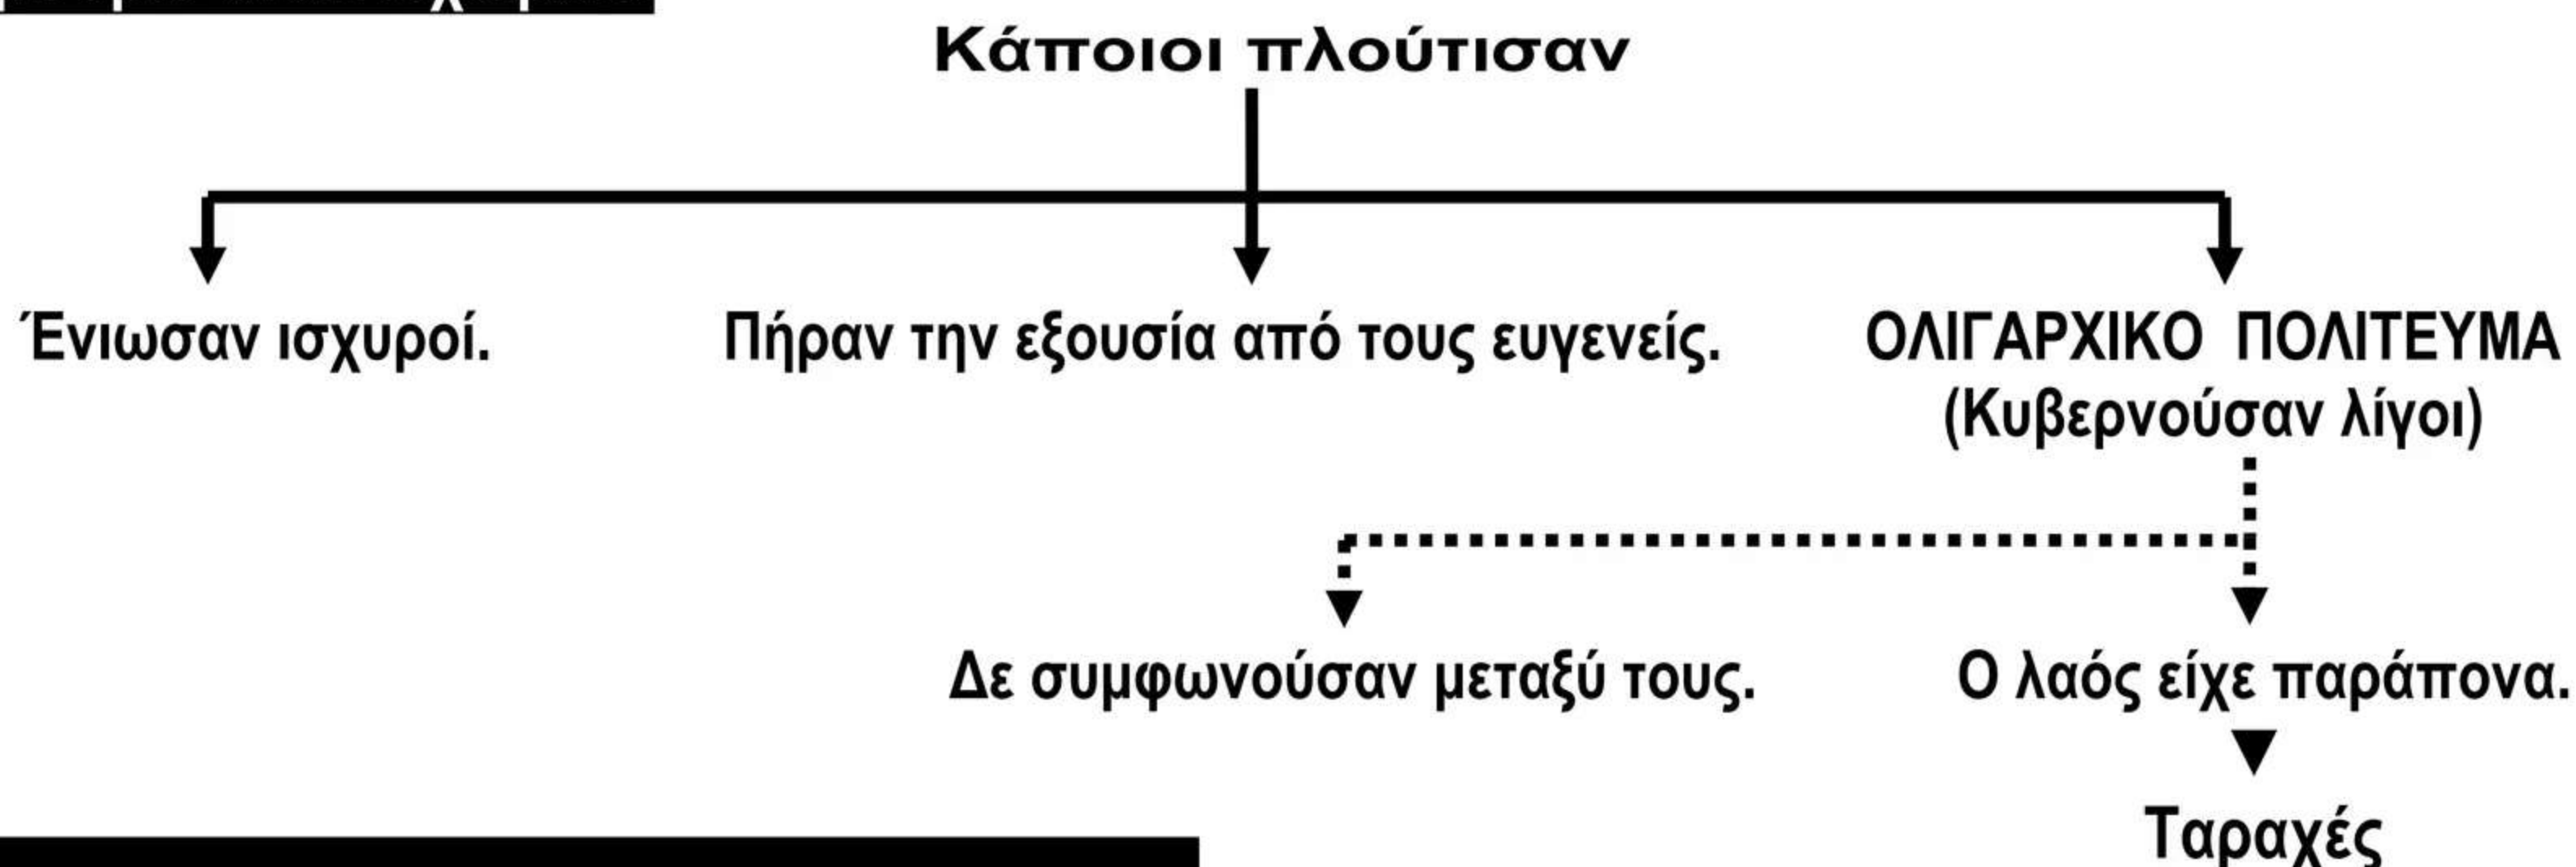 Κάποιοι πλούτισαν
Ένιωσαν ισχυροί.
Πήραν την εξουσία από τους ευγενείς.
ΟΛΙΓΑΡΧΙΚΟ ΠΟΛΙΤΕΥΜΑ
(Κυβερνούσαν λίγοι)
Δε συμφωνούσαν μεταξύ τους.
Ο λαός είχε παράπονα.
Ταραχές